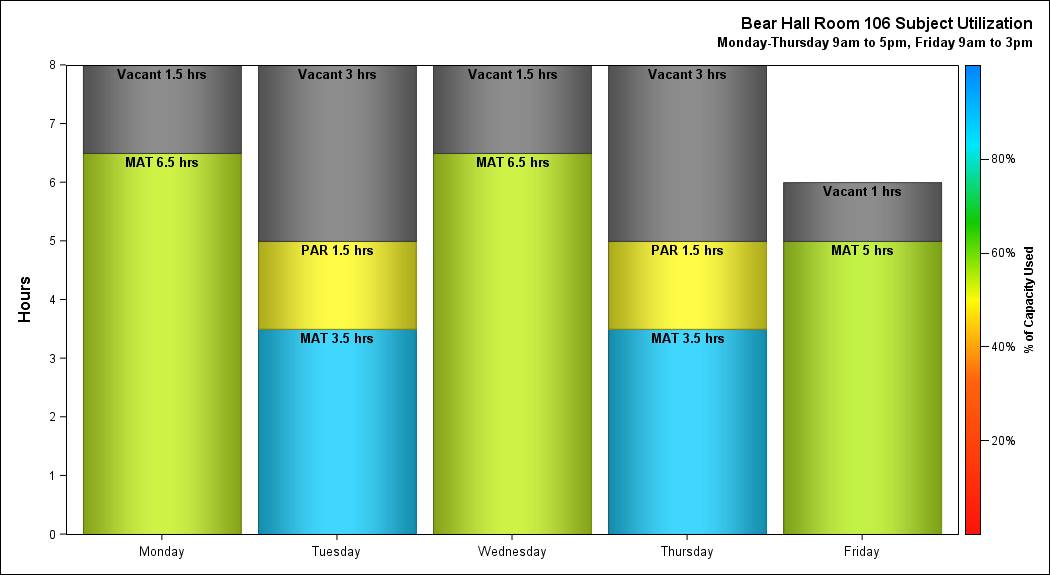 Bear Hall Room 106 Subject Utilization
Monday-Thursday 9am to 5pm, Friday 9am to 3pm
8
7
6
5
4
3
2
1
0
Hours
Vacant 1.5 hrs
MAT 6.5 hrs
Vacant 3 hrs
PAR 1.5 hrs
MAT 3.5 hrs
Vacant 1.5 hrs
MAT 6.5 hrs
Vacant 3 hrs
PAR 1.5 hrs
MAT 3.5 hrs
Vacant 1 hrs
MAT 5 hrs
Monday
Tuesday
Wednesday
Thursday
Friday
80%
60%
40%
20%
% of Capacity Used